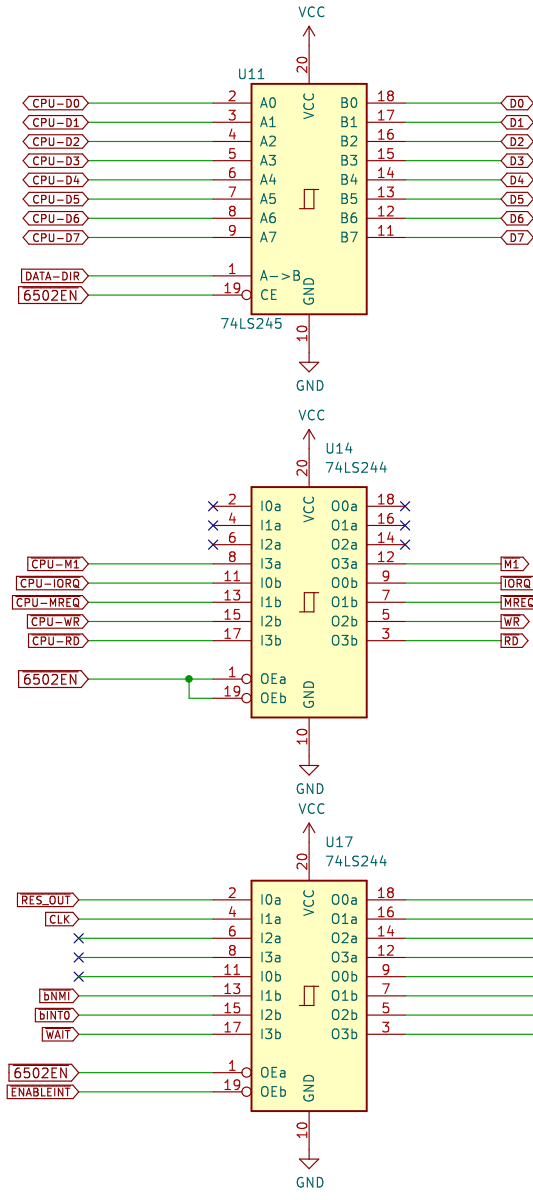 VCC
U11
20
CPU-D0 2 A0 VCC B0 18 D0
CPU-D1 3 A1 B1 17 D1
CPU-D2 4 A2 B2 16 D2
CPU-D3 5 A3 B3 15 D3
CPU-D4 6 A4 B4 14 D4
CPU-D5 7 A5 B5 13 D5
CPU-D6 8 A6 B6 12 D6
CPU-D7 9 A7 B7 11 D7
DATA-DIR 1 A->B
6502EN 19 CE GND
74LS245
10
GND
VCC
U14
74LS244
20
2 I0a VCC O0a 18
4 I1a O1a 16
6 I2a O2a 14
CPU-M1 8 I3a O3a 12 M1
CPU-IORQ 11 I0b O0b 9 IORQ
CPU-MREQ 13 I1b O1b 7 MREQ
CPU-WR 15 I2b O2b 5 WR
CPU-RD 17 I3b O3b 3 RD
6502EN 1 OEa
19 OEb GND
10
GND
VCC
U17
74LS244
20
RES_OUT 2 I0a VCC O0a 18
CLK 4 I1a O1a 16
6 I2a O2a 14
8 I3a O3a 12
11 I0b O0b 9
bNMI 13 I1b O1b 7
bINT0 15 I2b O2b 5
WAIT 17 I3b O3b 3
6502EN 1 OEa
ENABLEINT 19 OEb GND
10
GND